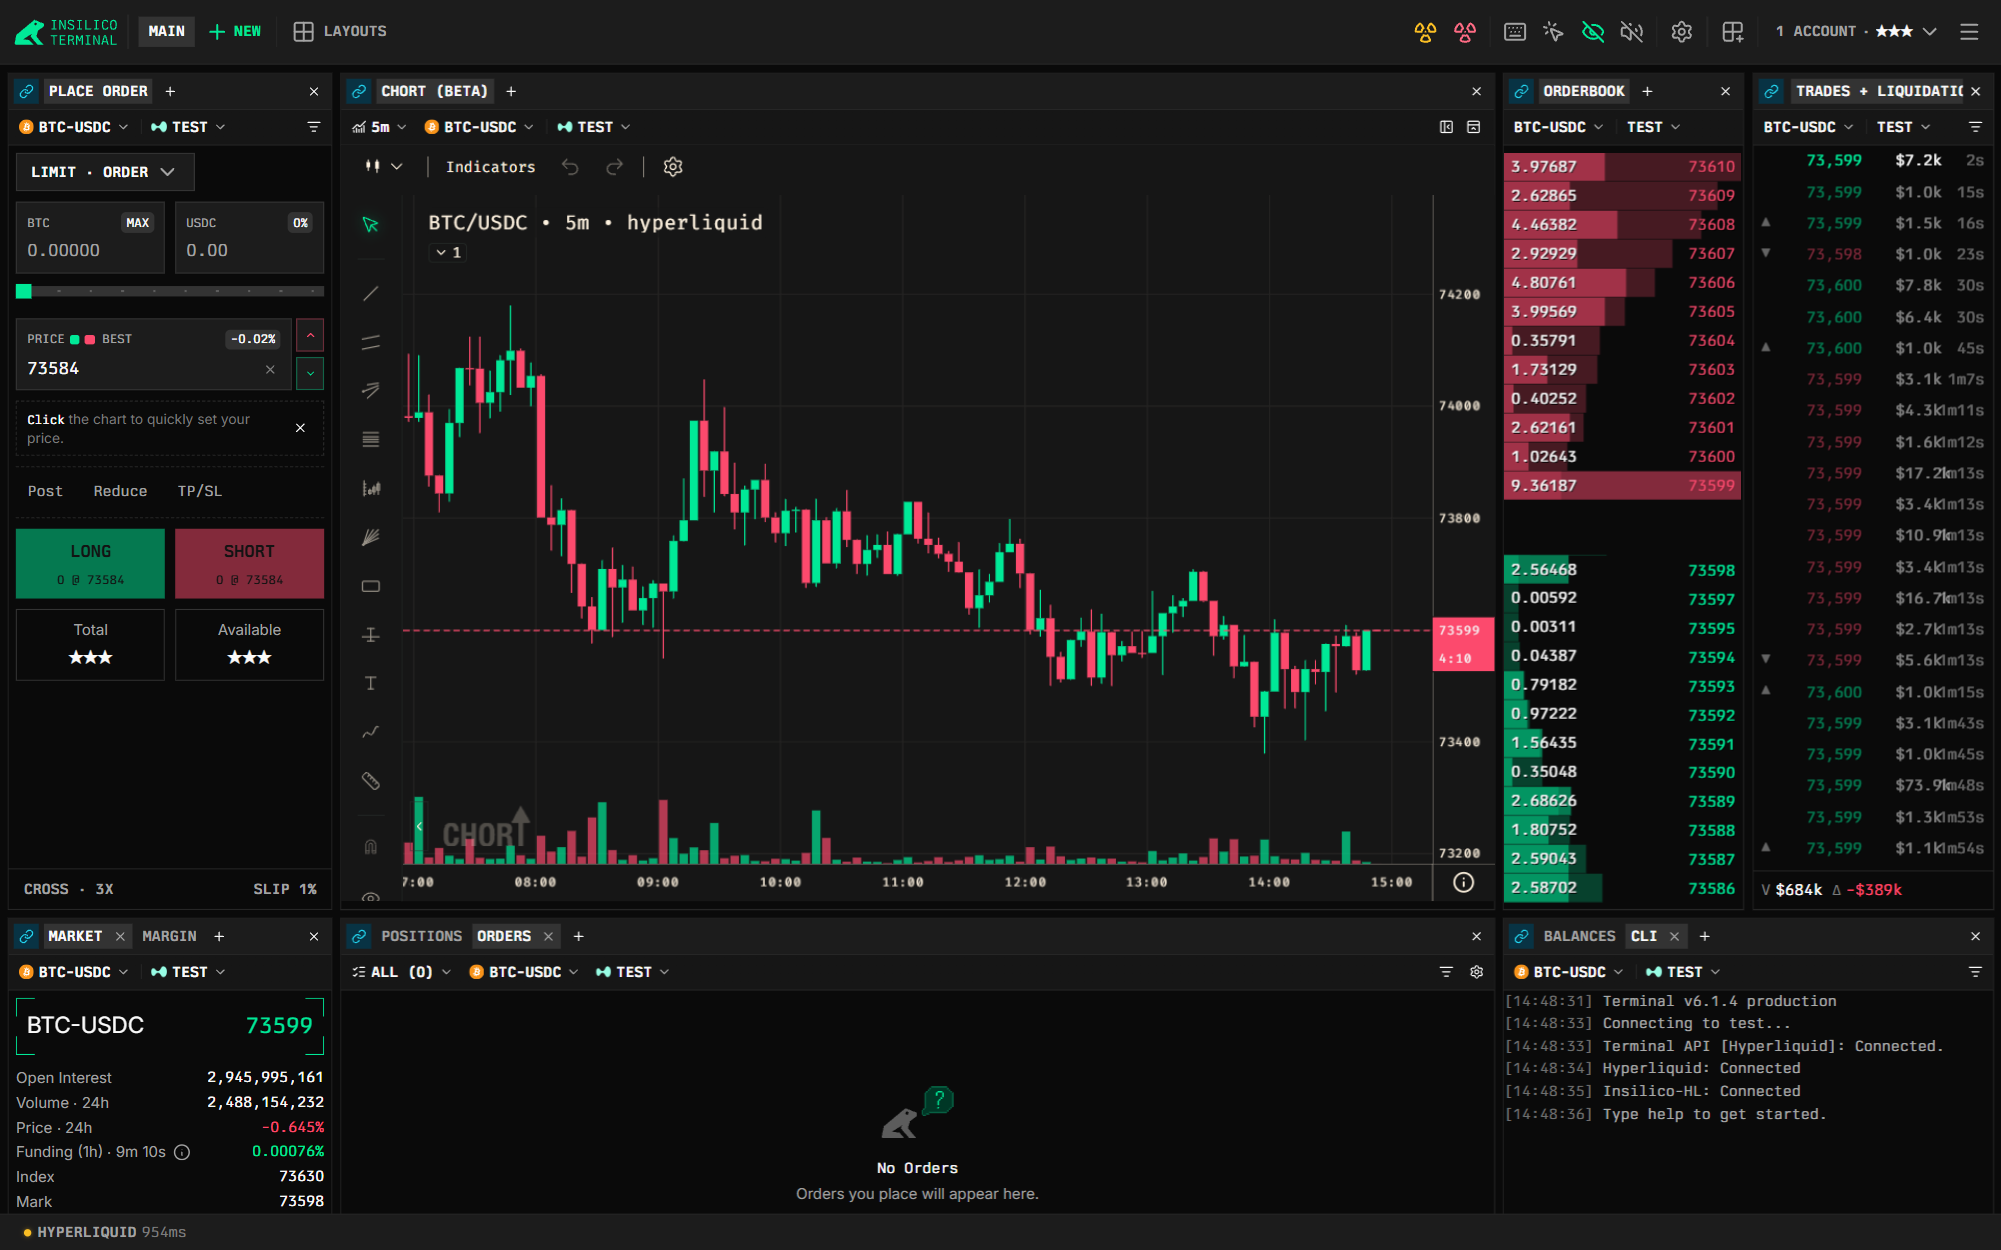 INSILICO
TERMINAL
MAIN
NEW
LAYOUTS
1 ACCOUNT · ★★★
PLACE ORDER
BTC-USDC
TEST
LIMIT · ORDER
BTC MAX
0.00000
USDC 0%
0.00
PRICE BEST -0.02%
73584
Click the chart to quickly set your
price.
Post Reduce TP/SL
LONG
0 @ 73584
SHORT
0 @ 73584
Total
★★★
Available
★★★
CROSS · 3X
SLIP 1%
CHORT (BETA)
5m BTC-USDC TEST
Indicators
BTC/USDC • 5m • hyperliquid
1
74200
74000
73800
73599
4:10
73400
73200
CHORT
7:00 08:00 09:00 10:00 11:00 12:00 13:00 14:00 15:00
ORDERBOOK
BTC-USDC TEST
3.97687 73610
2.62865 73609
4.46382 73608
2.92929 73607
4.80761 73606
3.99569 73605
0.35791 73604
1.73129 73603
0.40252 73602
2.62161 73601
1.02643 73600
9.36187 73599
2.56468 73598
0.00592 73597
0.00311 73595
0.04387 73594
0.79182 73593
0.97222 73592
1.56435 73591
0.35048 73590
2.68626 73589
1.80752 73588
2.59043 73587
2.58702 73586
TRADES + LIQUIDATIO
BTC-USDC TEST
73,599 $7.2k 2s
73,599 $1.0k 15s
73,599 $1.5k 16s
73,598 $1.0k 23s
73,600 $7.8k 30s
73,600 $6.4k 30s
73,600 $1.0k 45s
73,599 $3.1k 1m7s
73,599 $4.3k 1m11s
73,599 $1.6k 1m12s
73,599 $17.2k 1m13s
73,599 $3.4k 1m13s
73,599 $10.9k 1m13s
73,599 $3.4k 1m13s
73,599 $16.7k 1m13s
73,599 $2.7k 1m13s
73,599 $5.6k 1m13s
73,600 $1.0k 1m15s
73,599 $3.1k 1m43s
73,599 $1.0k 1m45s
73,599 $73.9k 1m48s
73,599 $1.3k 1m53s
73,599 $1.1k 1m54s
V $684k Δ -$389k
MARKET MARGIN
BTC-USDC TEST
BTC-USDC 73599
Open Interest 2,945,995,161
Volume · 24h 2,488,154,232
Price · 24h -0.645%
Funding (1h) · 9m 10s 0.00076%
Index 73630
Mark 73598
POSITIONS ORDERS
ALL (0) BTC-USDC TEST
?
No Orders
Orders you place will appear here.
BALANCES CLI
BTC-USDC TEST
[14:48:31] Terminal v6.1.4 production
[14:48:33] Connecting to test...
[14:48:33] Terminal API [Hyperliquid]: Connected.
[14:48:34] Hyperliquid: Connected
[14:48:35] Insilico-HL: Connected
[14:48:36] Type help to get started.
HYPERLIQUID 954ms